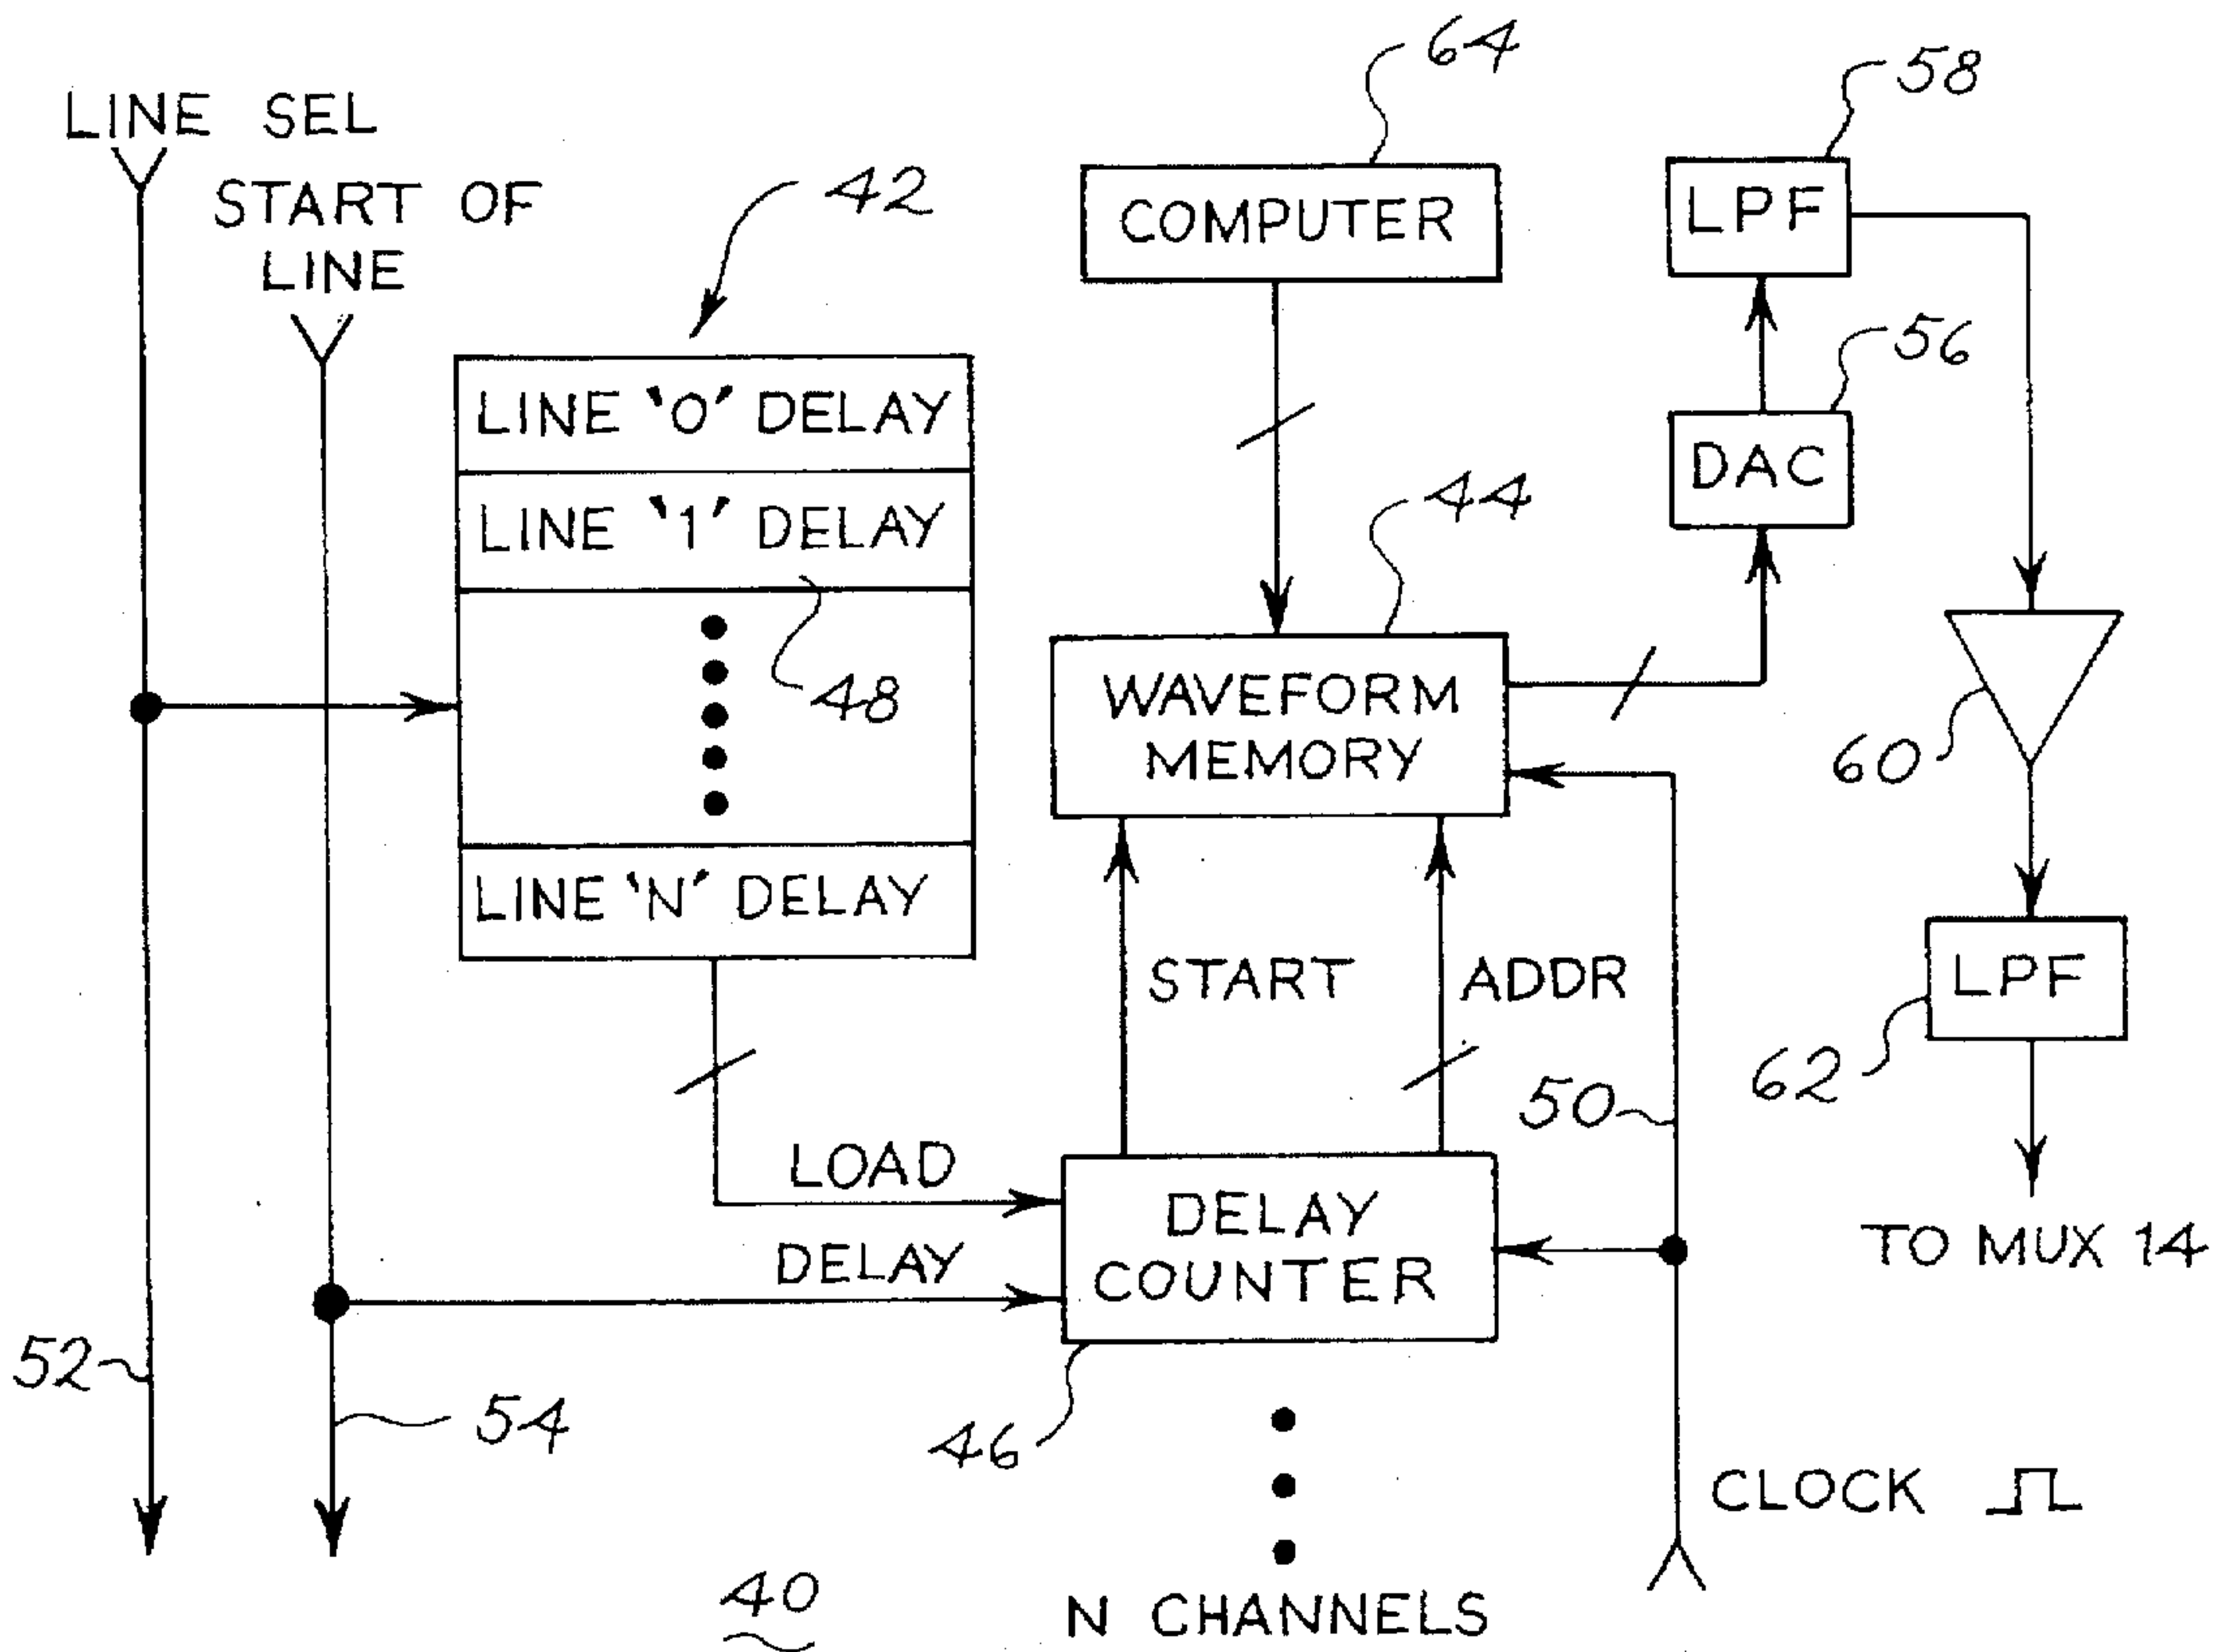 LINE SEL
START OF
LINE
42
64
COMPUTER
58
LPF
56
DAC
LINE '0' DELAY
LINE '1' DELAY
48
LINE 'N' DELAY
44
WAVEFORM
MEMORY
60
LPF
62
TO MUX 14
START
ADDR
50
LOAD
DELAY
DELAY
COUNTER
46
52
54
CLOCK
40
N CHANNELS